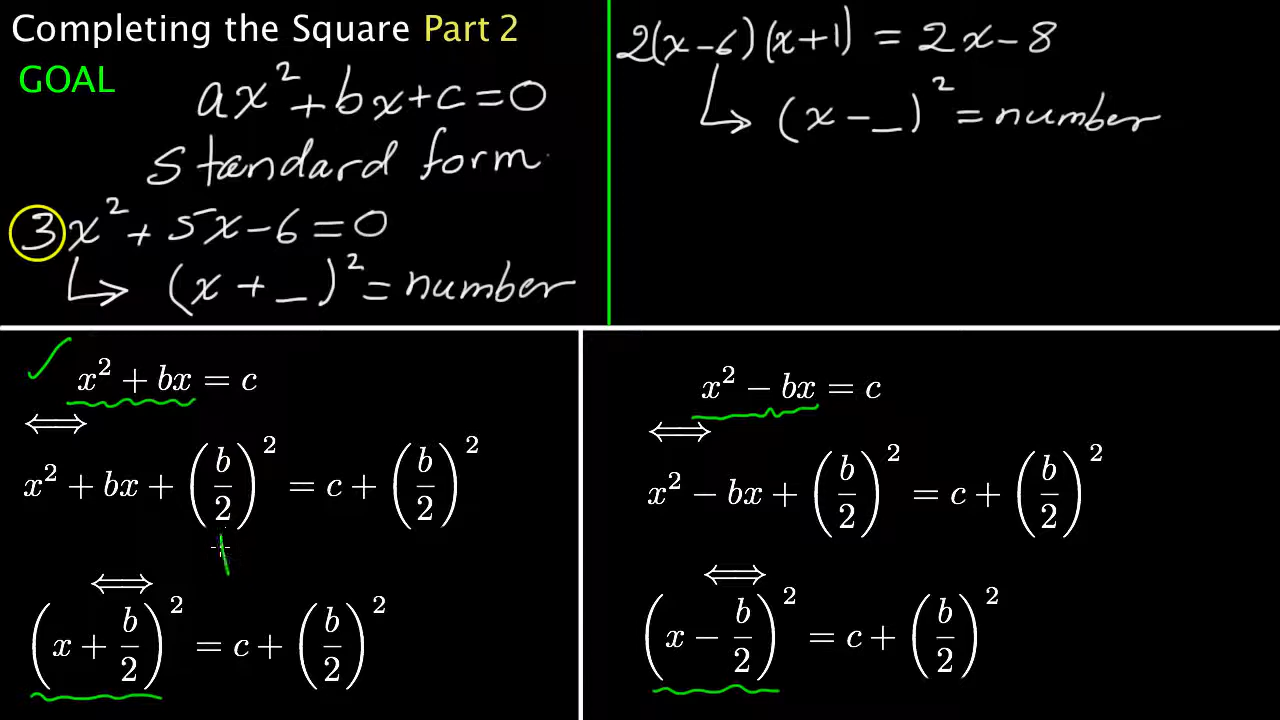 Completing the Square Part 2
GOAL
ax² + bx + c = 0
standard form.
3x² + 5x - 6 = 0
↳ (x + _)² = number
2(x - 6)(x + 1) = 2x - 8
↳ (x - _)² = number
✓ x² + bx = c
⟺
x² + bx + (b/2)² = c + (b/2)²
⟺
(x + b/2)² = c + (b/2)²
x² - bx = c
⟺
x² - bx + (b/2)² = c + (b/2)²
⟺
(x - b/2)² = c + (b/2)²